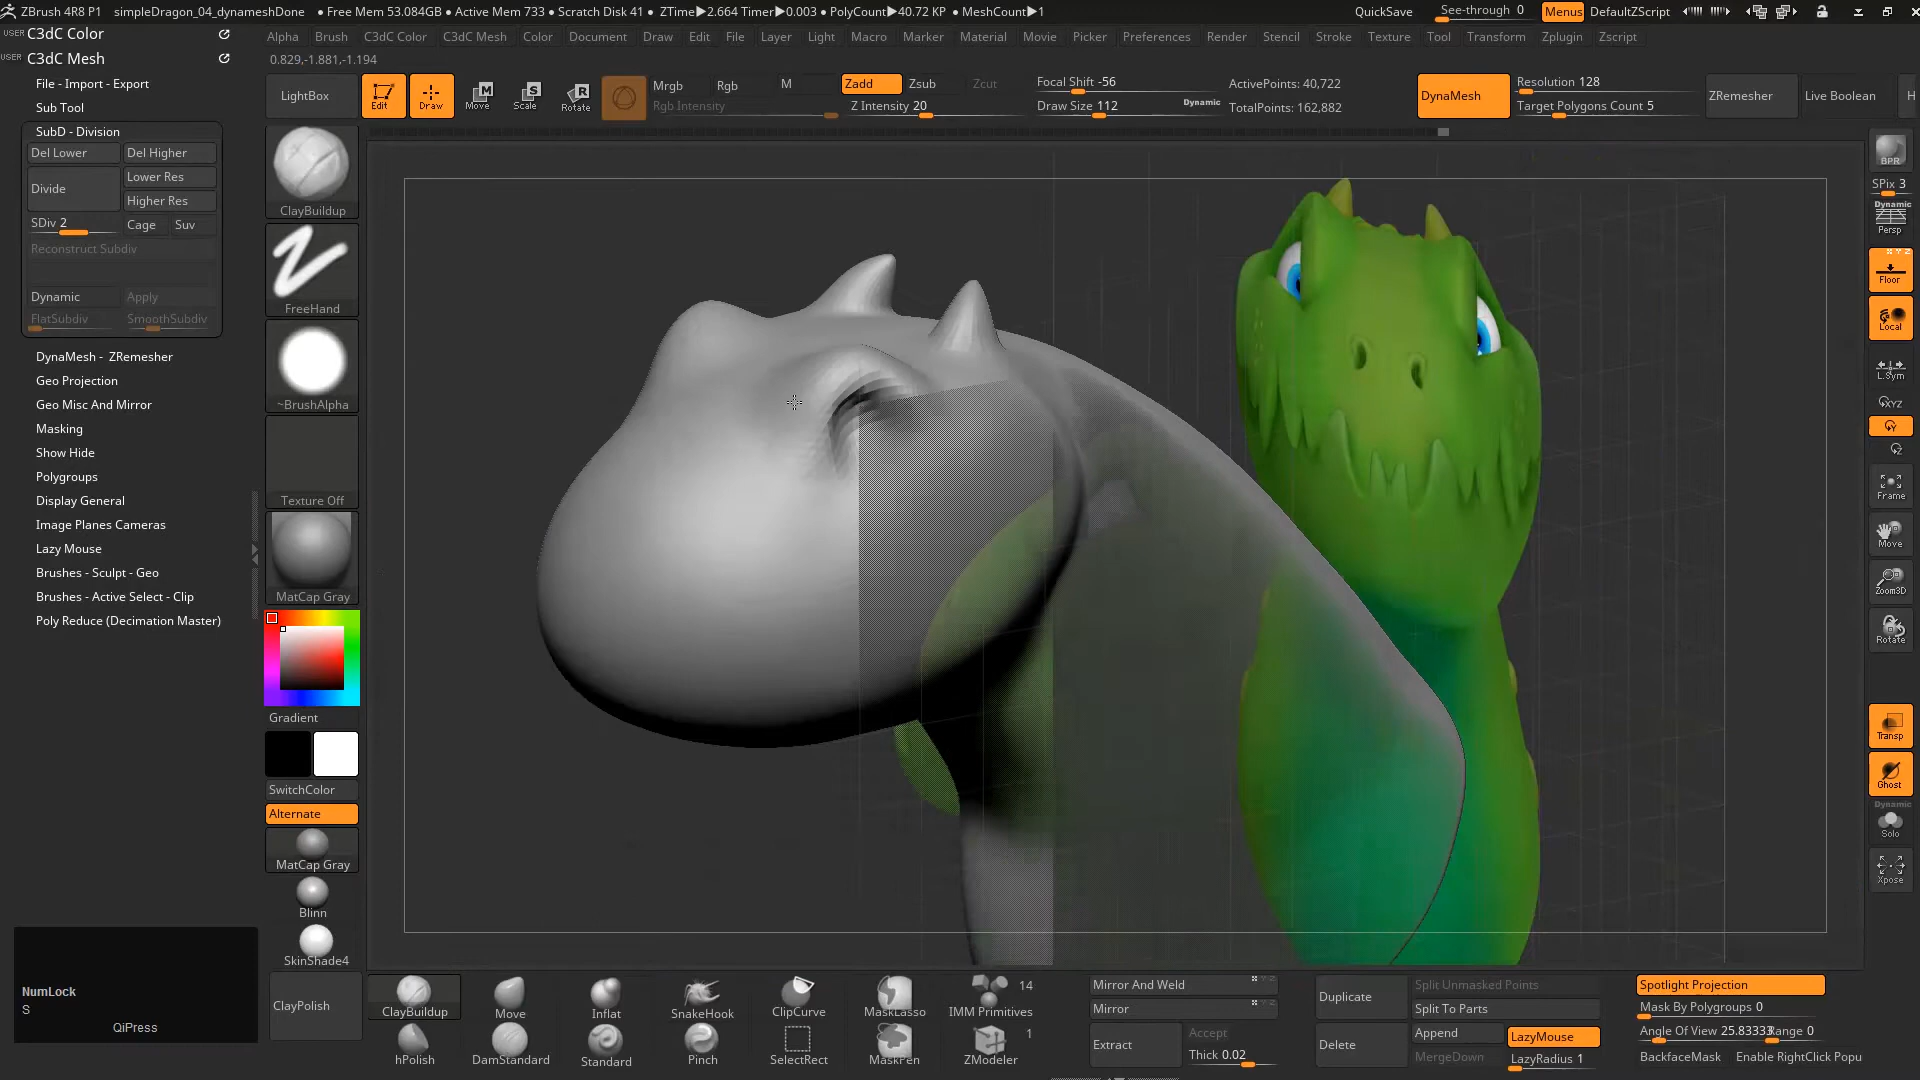 ZBrush 4R8 P1 simpleDragon_04_dynameshDone • Free Mem 53.084GB • Active Mem 733 • Scratch Disk 41 • ZTime▶2.664 Timer▶0.003 • PolyCount▶40.72 KP • MeshCount▶1 QuickSave See-through 0 Menus DefaultZScript
USER C3dC Color
USER C3dC Mesh
Alpha Brush C3dC Color C3dC Mesh Color Document Draw Edit File Layer Light Macro Marker Material Movie Picker Preferences Render Stencil Stroke Texture Tool Transform Zplugin Zscript
0.829,-1.881,-1.194
LightBox Edit Draw Move Scale Rotate
Mrgb Rgb M Zadd Zsub Zcut
Rgb Intensity Z Intensity 20
Focal Shift -56
Draw Size 112 Dynamic
ActivePoints: 40,722
TotalPoints: 162,882
DynaMesh
Resolution 128
Target Polygons Count 5
ZRemesher Live Boolean H
File - Import - Export
Sub Tool
SubD - Division
Del Lower Del Higher
Divide Lower Res
Higher Res
SDiv 2 Cage Suv
Reconstruct Subdiv
Dynamic Apply
FlatSubdiv SmoothSubdiv
DynaMesh - ZRemesher
Geo Projection
Geo Misc And Mirror
Masking
Show Hide
Polygroups
Display General
Image Planes Cameras
Lazy Mouse
Brushes - Sculpt - Geo
Brushes - Active Select - Clip
Poly Reduce (Decimation Master)
NumLock
S
QiPress
ClayBuildup
FreeHand
~BrushAlpha
Texture Off
MatCap Gray
Gradient
SwitchColor
Alternate
MatCap Gray
Blinn
SkinShade4
ClayPolish
BPR
SPix 3
Dynamic
Persp
Floor
Local
L.Sym
XYZ
Y
Z
Frame
Move
Zoom3D
Rotate
Transp
Ghost
Dynamic
Solo
Xpose
ClayBuildup Move Inflat SnakeHook ClipCurve MaskLasso IMM Primitives 14
hPolish DamStandard Standard Pinch SelectRect MaskPen ZModeler 1
Mirror And Weld
Mirror
Extract Accept
Thick 0.02
Duplicate
Delete
Split Unmasked Points
Split To Parts
Append LazyMouse
MergeDown LazyRadius 1
Spotlight Projection
Mask By Polygroups 0
Angle Of View 25.83333 Range 0
BackfaceMask Enable RightClick Popu